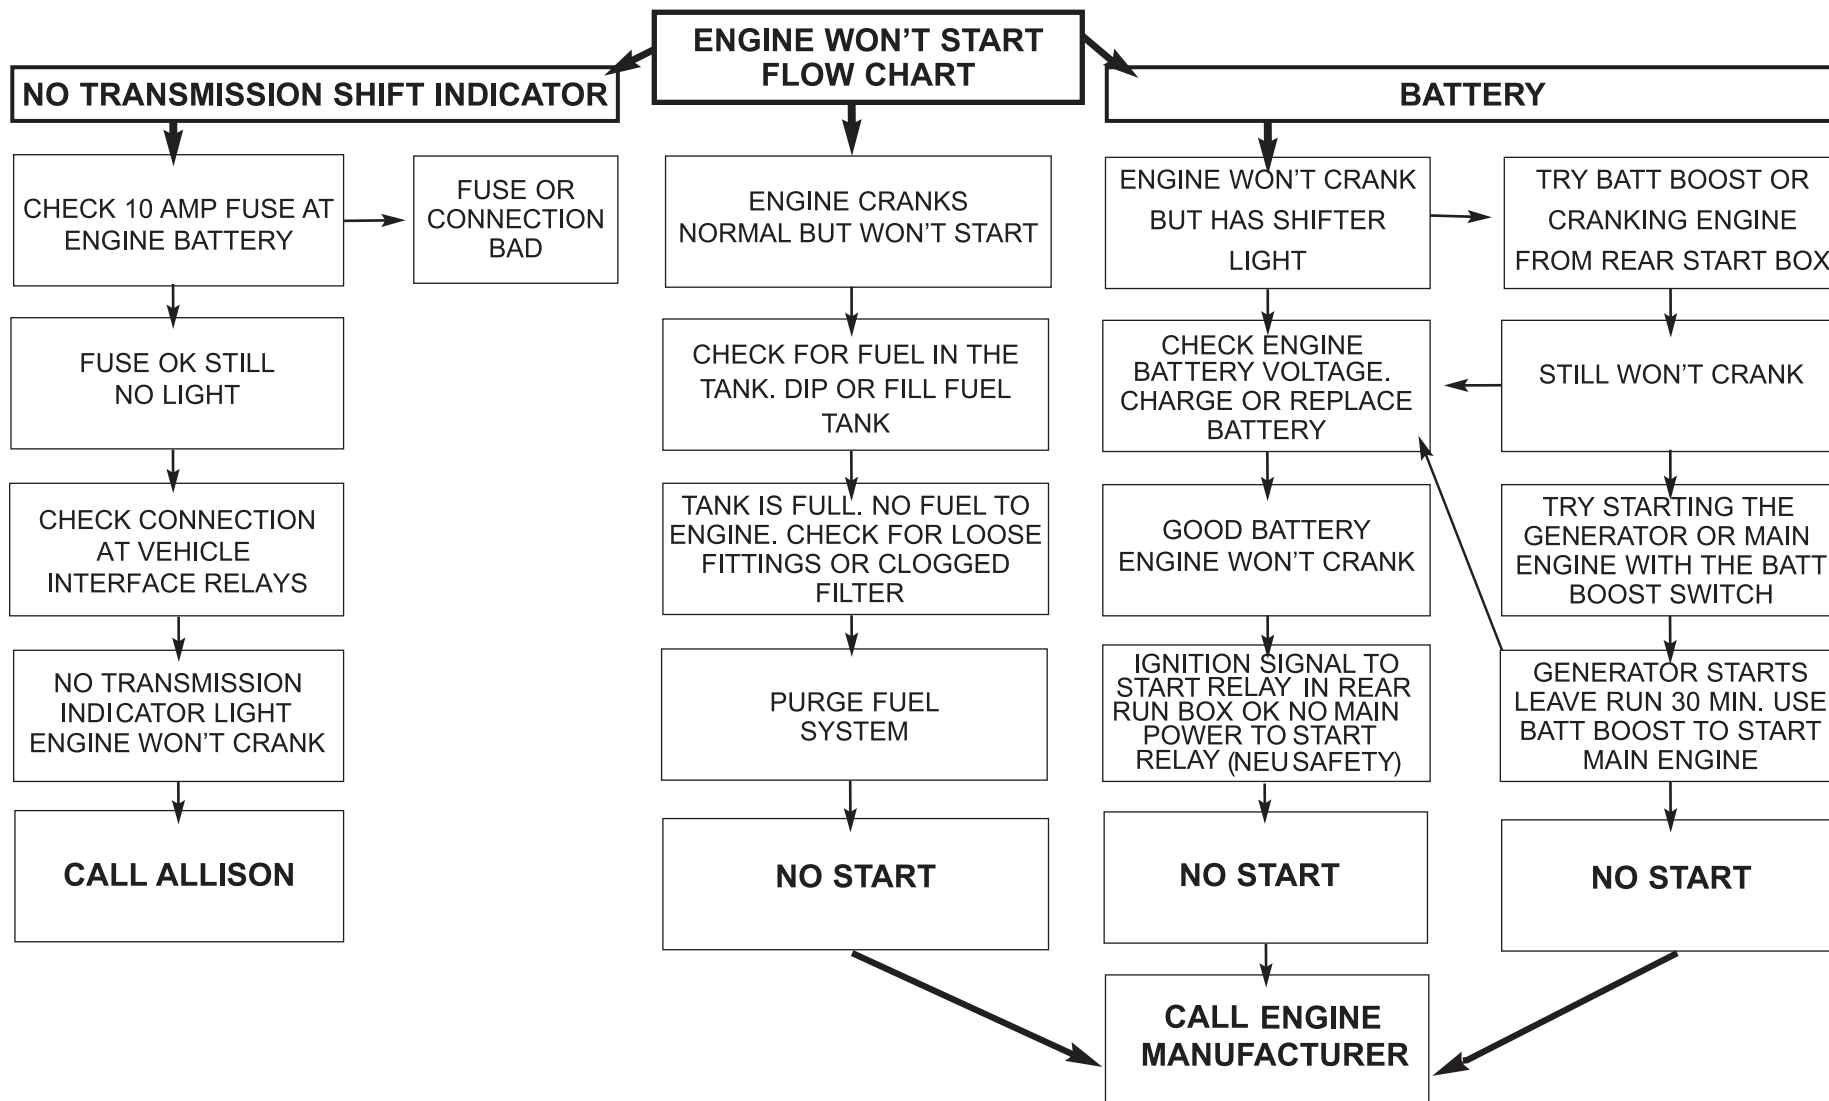 ENGINE WON'T START
FLOW CHART
NO TRANSMISSION SHIFT INDICATOR
CHECK 10 AMP FUSE AT
ENGINE BATTERY
FUSE OR
CONNECTION
BAD
FUSE OK STILL
NO LIGHT
CHECK CONNECTION
AT VEHICLE
INTERFACE RELAYS
NO TRANSMISSION
INDICATOR LIGHT
ENGINE WON'T CRANK
CALL ALLISON
ENGINE CRANKS
NORMAL BUT WON'T START
CHECK FOR FUEL IN THE
TANK. DIP OR FILL FUEL
TANK
TANK IS FULL. NO FUEL TO
ENGINE. CHECK FOR LOOSE
FITTINGS OR CLOGGED
FILTER
PURGE FUEL
SYSTEM
NO START
BATTERY
ENGINE WON'T CRANK
BUT HAS SHIFTER
LIGHT
CHECK ENGINE
BATTERY VOLTAGE.
CHARGE OR REPLACE
BATTERY
GOOD BATTERY
ENGINE WON'T CRANK
IGNITION SIGNAL TO
START RELAY IN REAR
RUN BOX OK NO MAIN
POWER TO START
RELAY (NEU SAFETY)
NO START
TRY BATT BOOST OR
CRANKING ENGINE
FROM REAR START BOX
STILL WON'T CRANK
TRY STARTING THE
GENERATOR OR MAIN
ENGINE WITH THE BATT
BOOST SWITCH
GENERATOR STARTS
LEAVE RUN 30 MIN. USE
BATT BOOST TO START
MAIN ENGINE
NO START
CALL ENGINE
MANUFACTURER